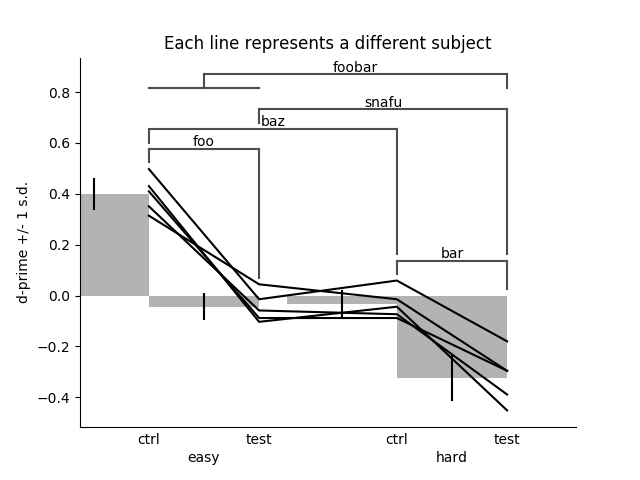 Each line represents a different subject
foobar
snafu
baz
foo
bar
d-prime +/- 1 s.d.
0.8
0.6
0.4
0.2
0.0
−0.2
−0.4
ctrl test ctrl test
easy hard